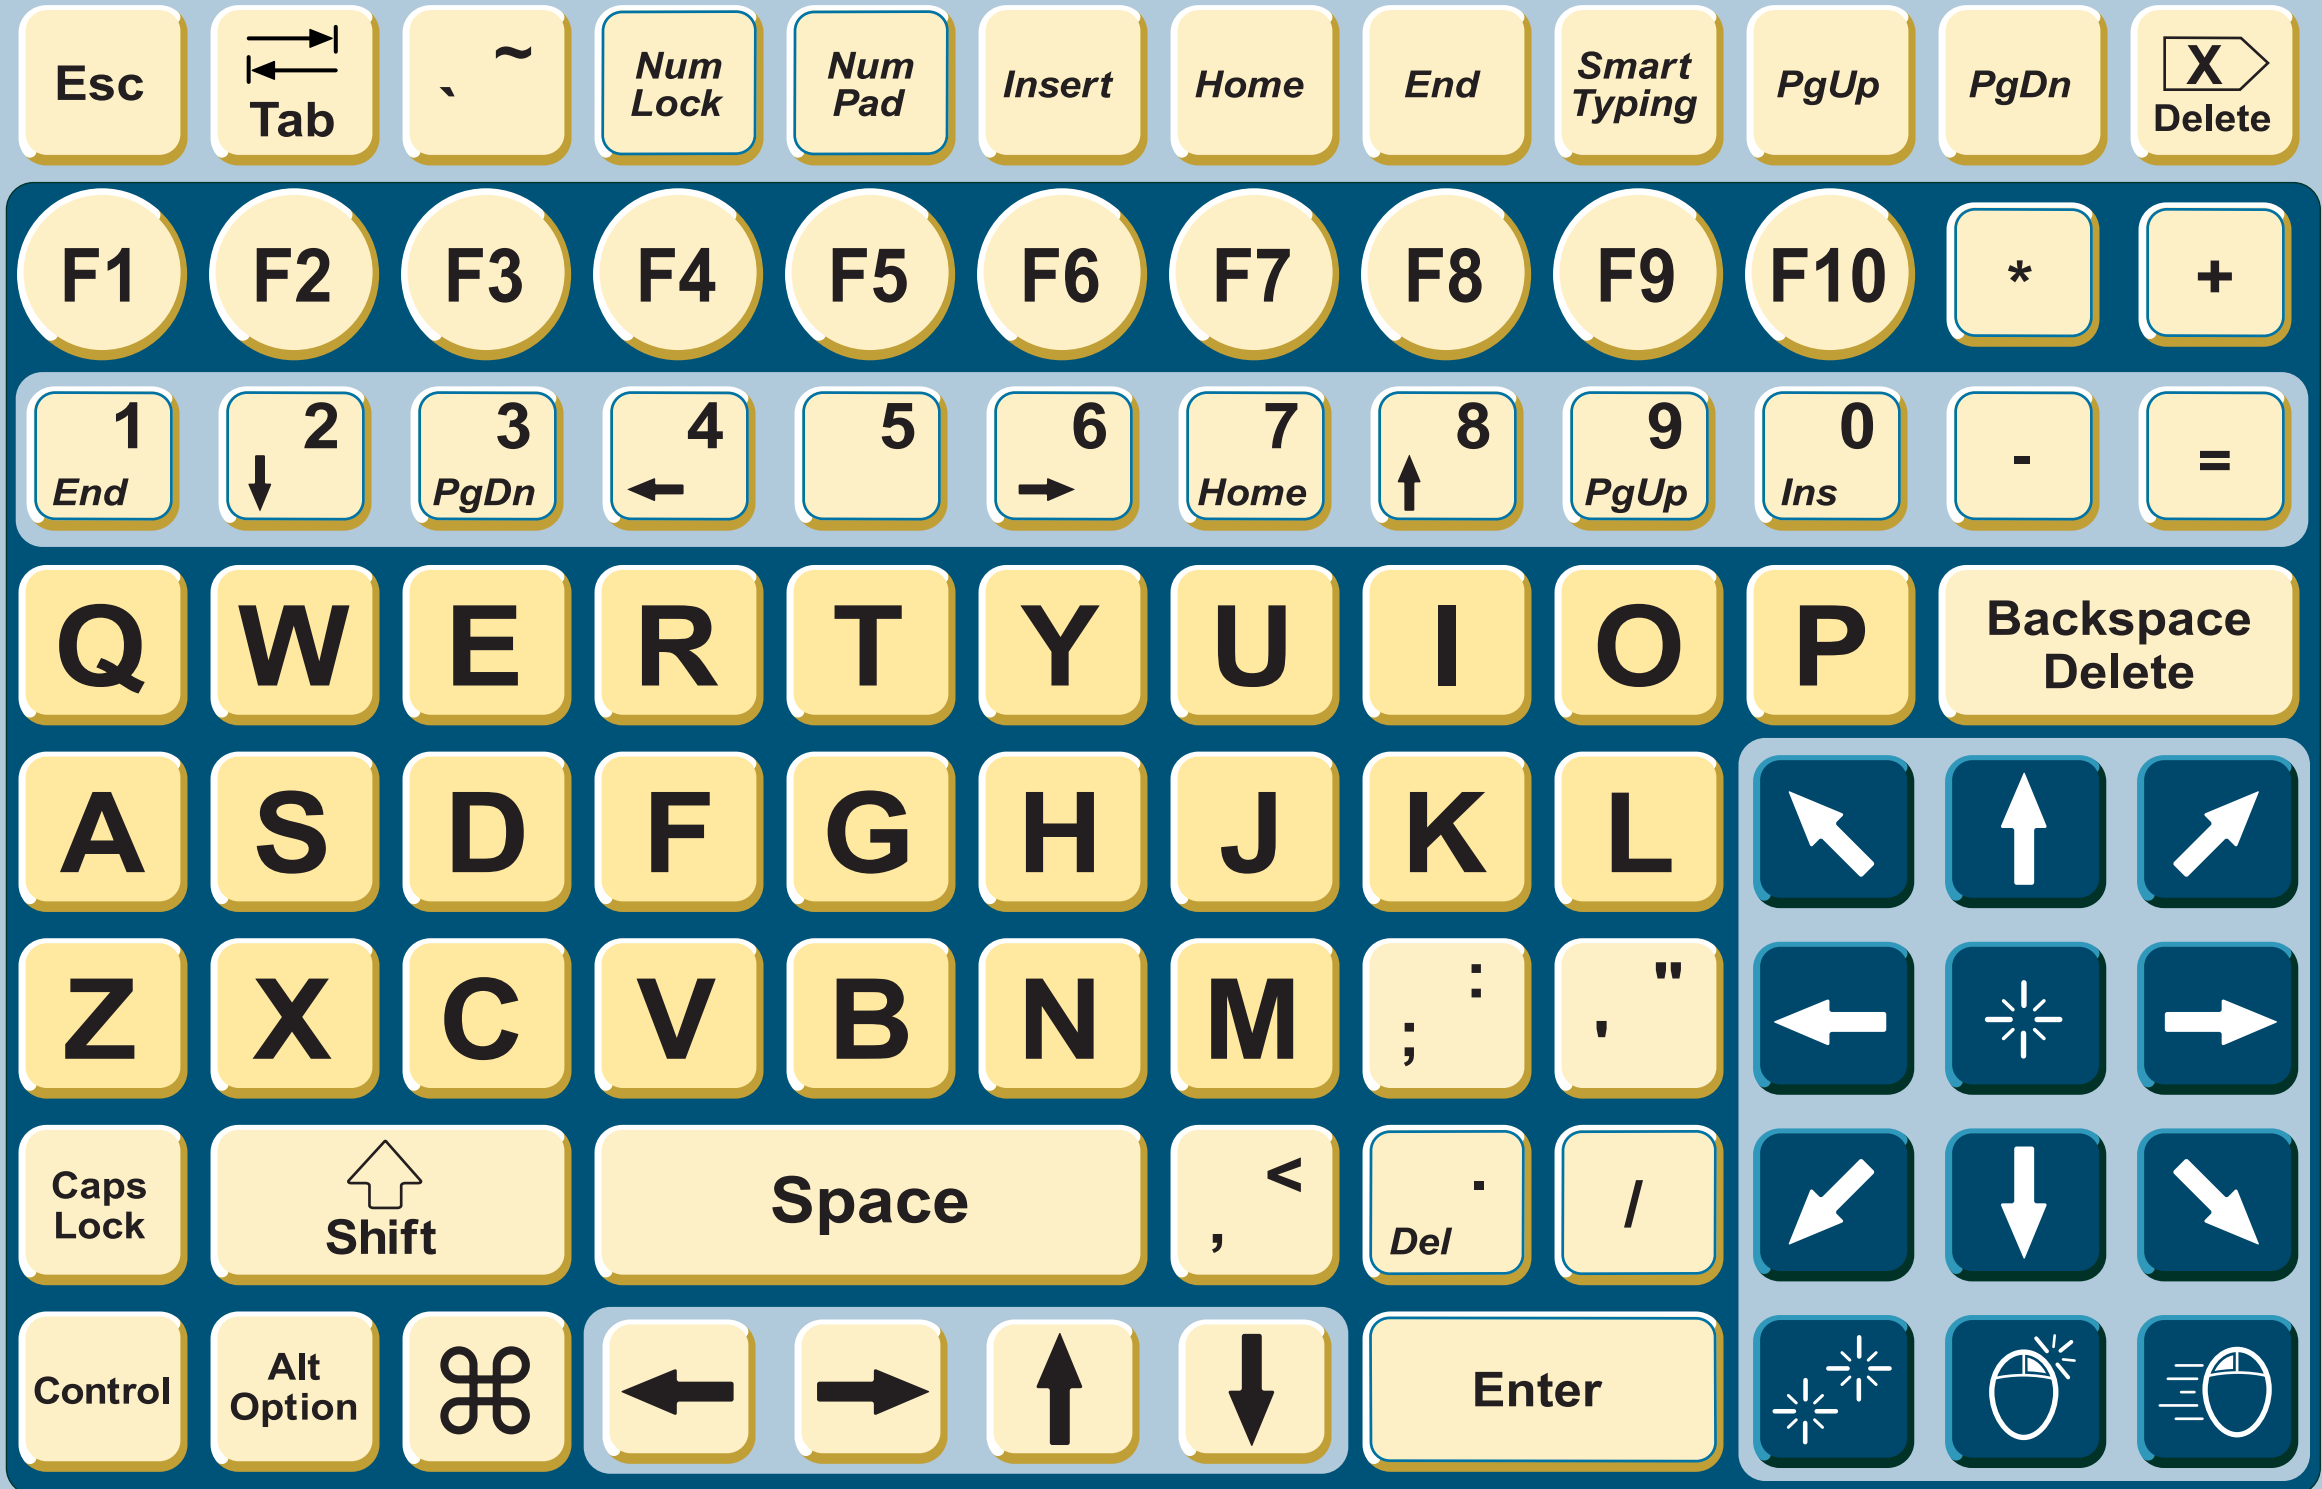 Esc Tab ` ~ Num Lock Num Pad Insert Home End Smart Typing PgUp PgDn X Delete
F1 F2 F3 F4 F5 F6 F7 F8 F9 F10 * +
1 End 2 3 PgDn 4 5 6 7 Home 8 9 PgUp 0 Ins - =
Q W E R T Y U I O P Backspace Delete
A S D F G H J K L
Z X C V B N M ; : ' "
Caps Lock Shift Space , < . Del /
Control Alt Option ⌘ Enter